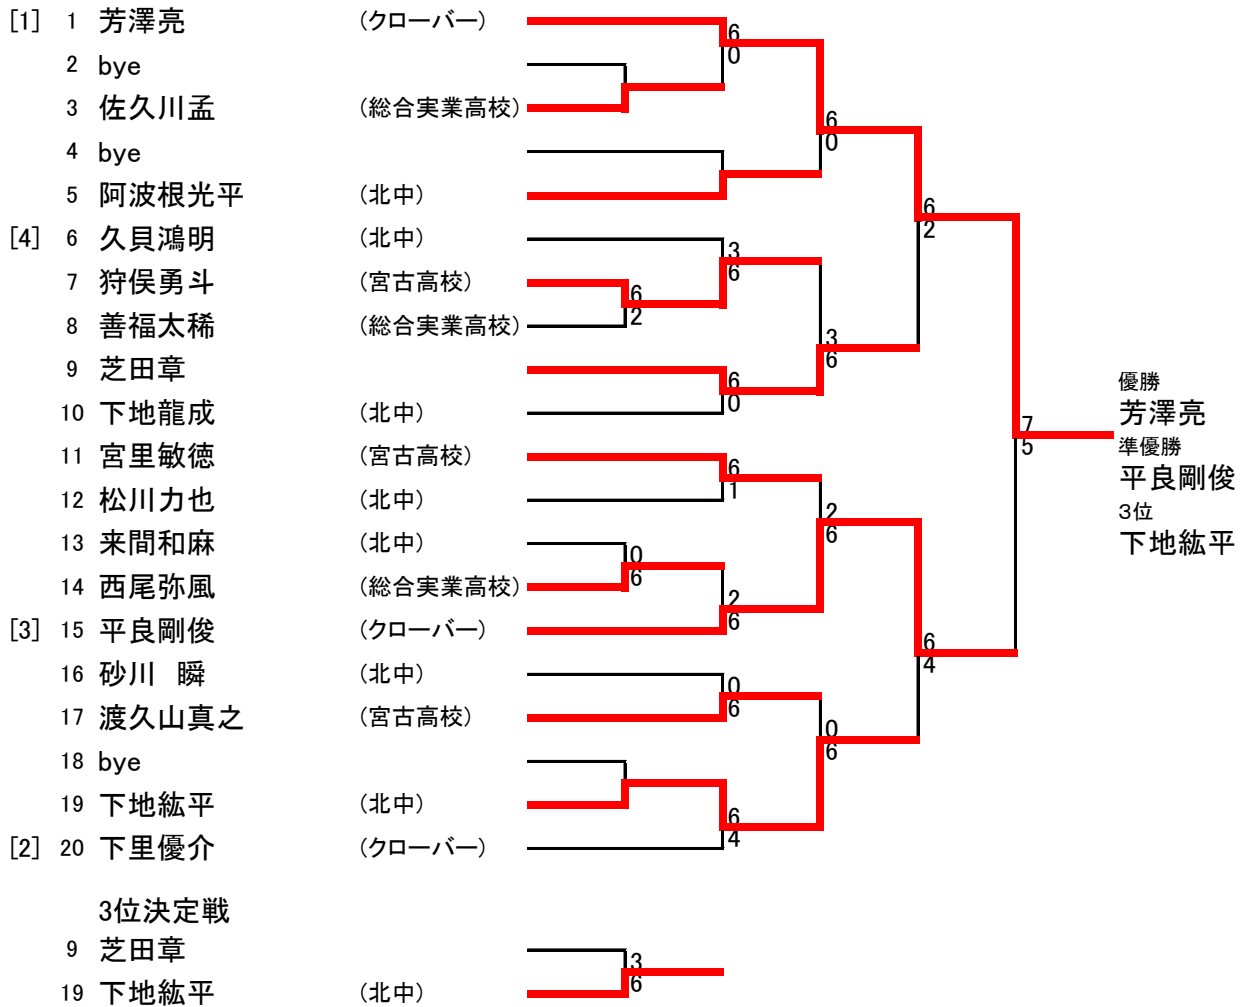 [1] 1 芳澤亮 (クローバー)
6
0
2 bye
3 佐久川孟 (総合実業高校)
6
0
4 bye
5 阿波根光平 (北中)
6
2
[4] 6 久貝鴻明 (北中)
3
6
7 狩俣勇斗 (宮古高校)
6
2
8 善福太稀 (総合実業高校)
3
6
9 芝田章
6
0
10 下地龍成 (北中)
7
5
優勝
芳澤亮
準優勝
平良剛俊
3位
下地紘平
11 宮里敏徳 (宮古高校)
6
1
12 松川力也 (北中)
2
6
13 来間和麻 (北中)
0
6
14 西尾弥風 (総合実業高校)
2
6
[3] 15 平良剛俊 (クローバー)
6
4
16 砂川 瞬 (北中)
0
6
17 渡久山真之 (宮古高校)
0
6
18 bye
19 下地紘平 (北中)
6
4
[2] 20 下里優介 (クローバー)
3位決定戦
9 芝田章
3
6
19 下地紘平 (北中)